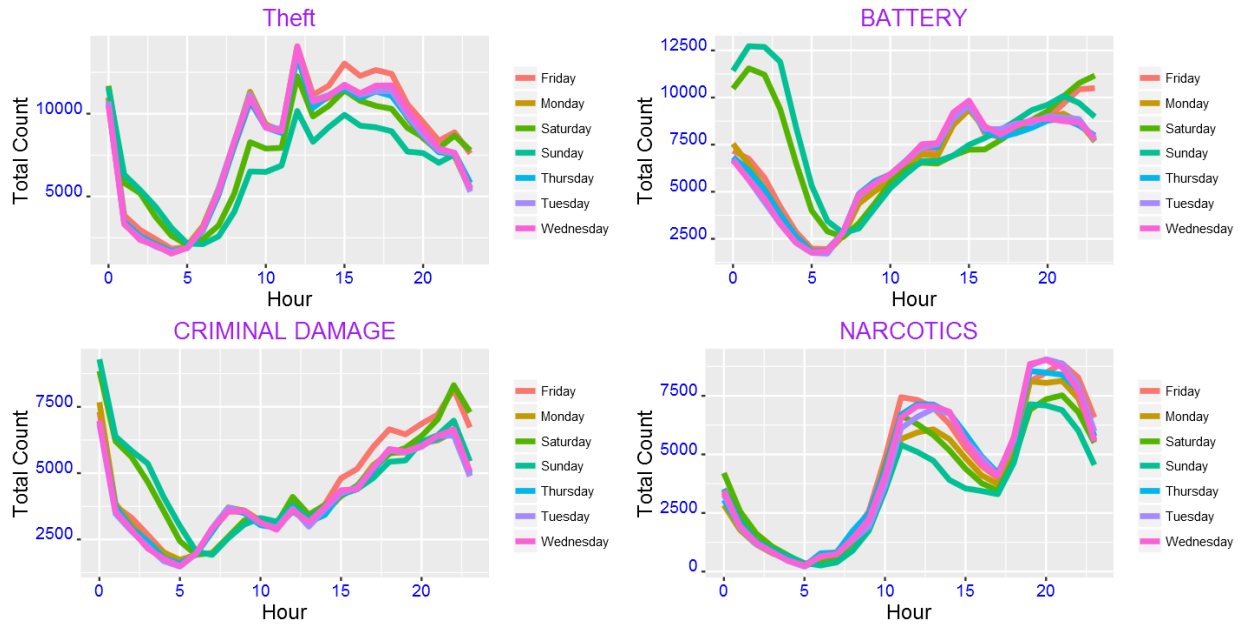 Theft
Total Count
10000
5000
0 5 10 15 20
Hour
Friday
Monday
Saturday
Sunday
Thursday
Tuesday
Wednesday
BATTERY
Total Count
12500
10000
7500
5000
2500
0 5 10 15 20
Hour
Friday
Monday
Saturday
Sunday
Thursday
Tuesday
Wednesday
CRIMINAL DAMAGE
Total Count
7500
5000
2500
0 5 10 15 20
Hour
Friday
Monday
Saturday
Sunday
Thursday
Tuesday
Wednesday
NARCOTICS
Total Count
7500
5000
2500
0
0 5 10 15 20
Hour
Friday
Monday
Saturday
Sunday
Thursday
Tuesday
Wednesday